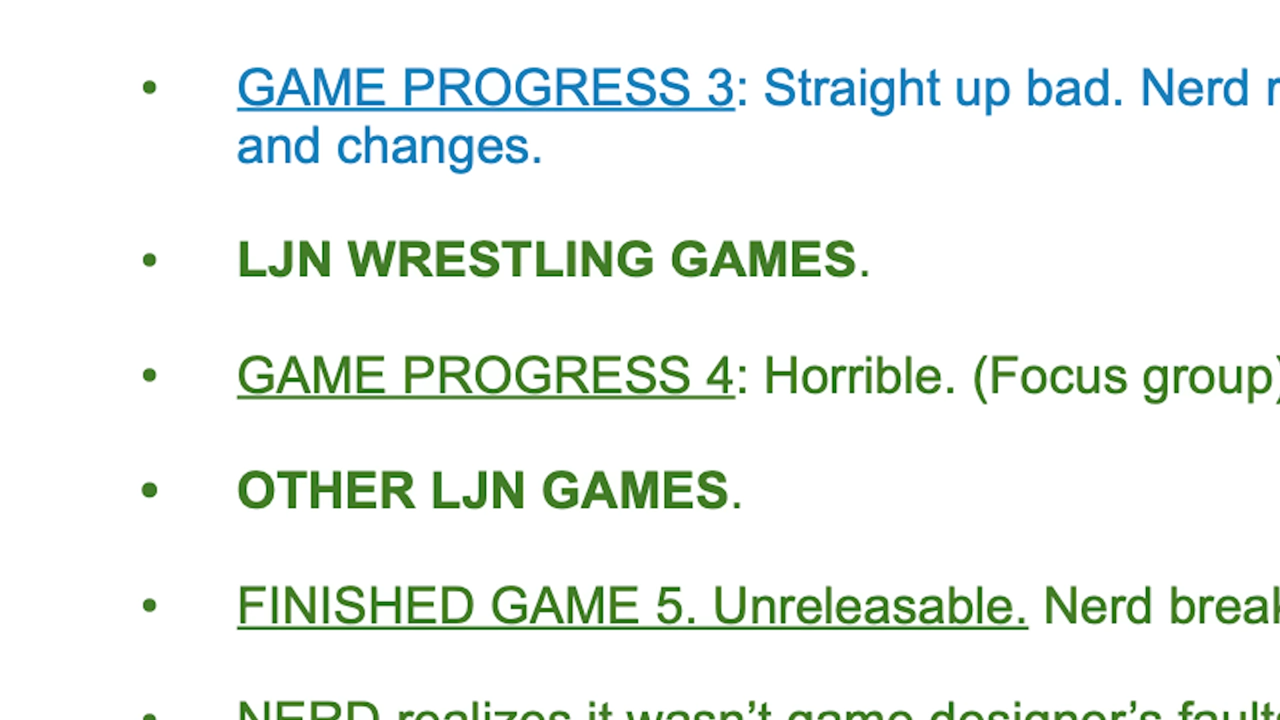 • GAME PROGRESS 3: Straight up bad. Nerd
and changes.
• LJN WRESTLING GAMES.
• GAME PROGRESS 4: Horrible. (Focus group)
• OTHER LJN GAMES.
• FINISHED GAME 5. Unreleasable. Nerd
• NERD realizes it wasn’t game designer’s